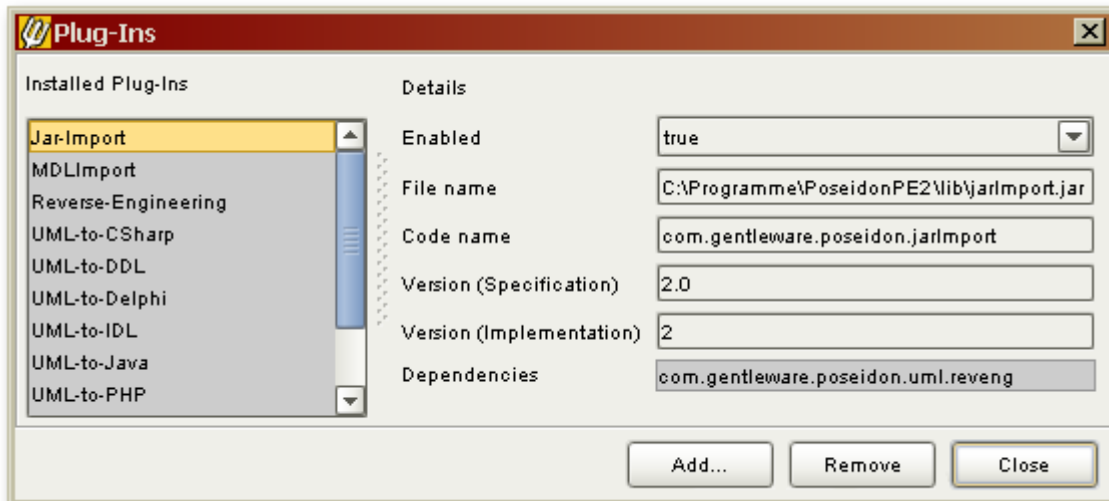 Plug-Ins
Installed Plug-Ins
Jar-Import
MDLImport
Reverse-Engineering
UML-to-CSharp
UML-to-DDL
UML-to-Delphi
UML-to-IDL
UML-to-Java
UML-to-PHP
Details
Enabled true
File name C:\Programme\PoseidonPE2\lib\jarImport.jar
Code name com.gentleware.poseidon.jarImport
Version (Specification) 2.0
Version (Implementation) 2
Dependencies com.gentleware.poseidon.uml.reveng
Add... Remove Close